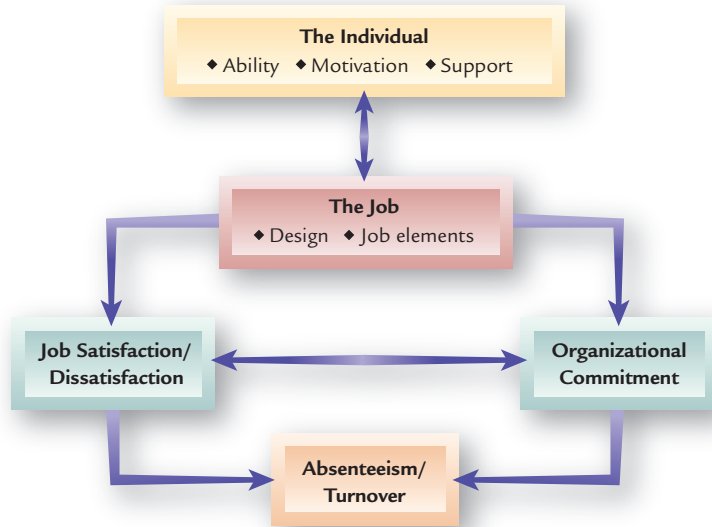 The Individual
◆ Ability ◆ Motivation ◆ Support
The Job
◆ Design ◆ Job elements
Job Satisfaction/
Dissatisfaction
Organizational
Commitment
Absenteeism/
Turnover